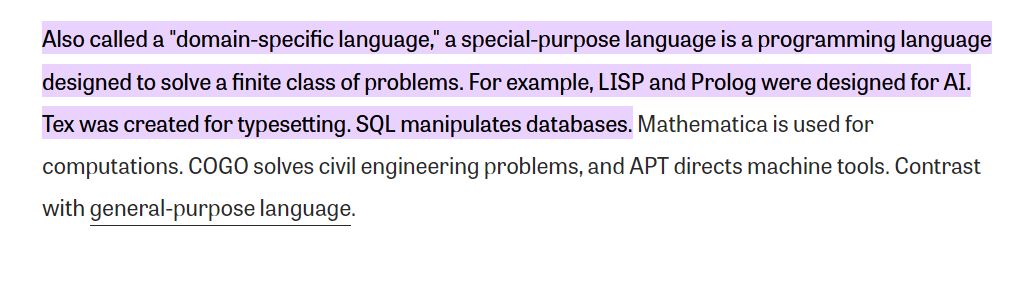 Also called a "domain-specific language," a special-purpose language is a programming language
designed to solve a finite class of problems. For example, LISP and Prolog were designed for AI.
Tex was created for typesetting. SQL manipulates databases. Mathematica is used for
computations. COGO solves civil engineering problems, and APT directs machine tools. Contrast
with general-purpose language.